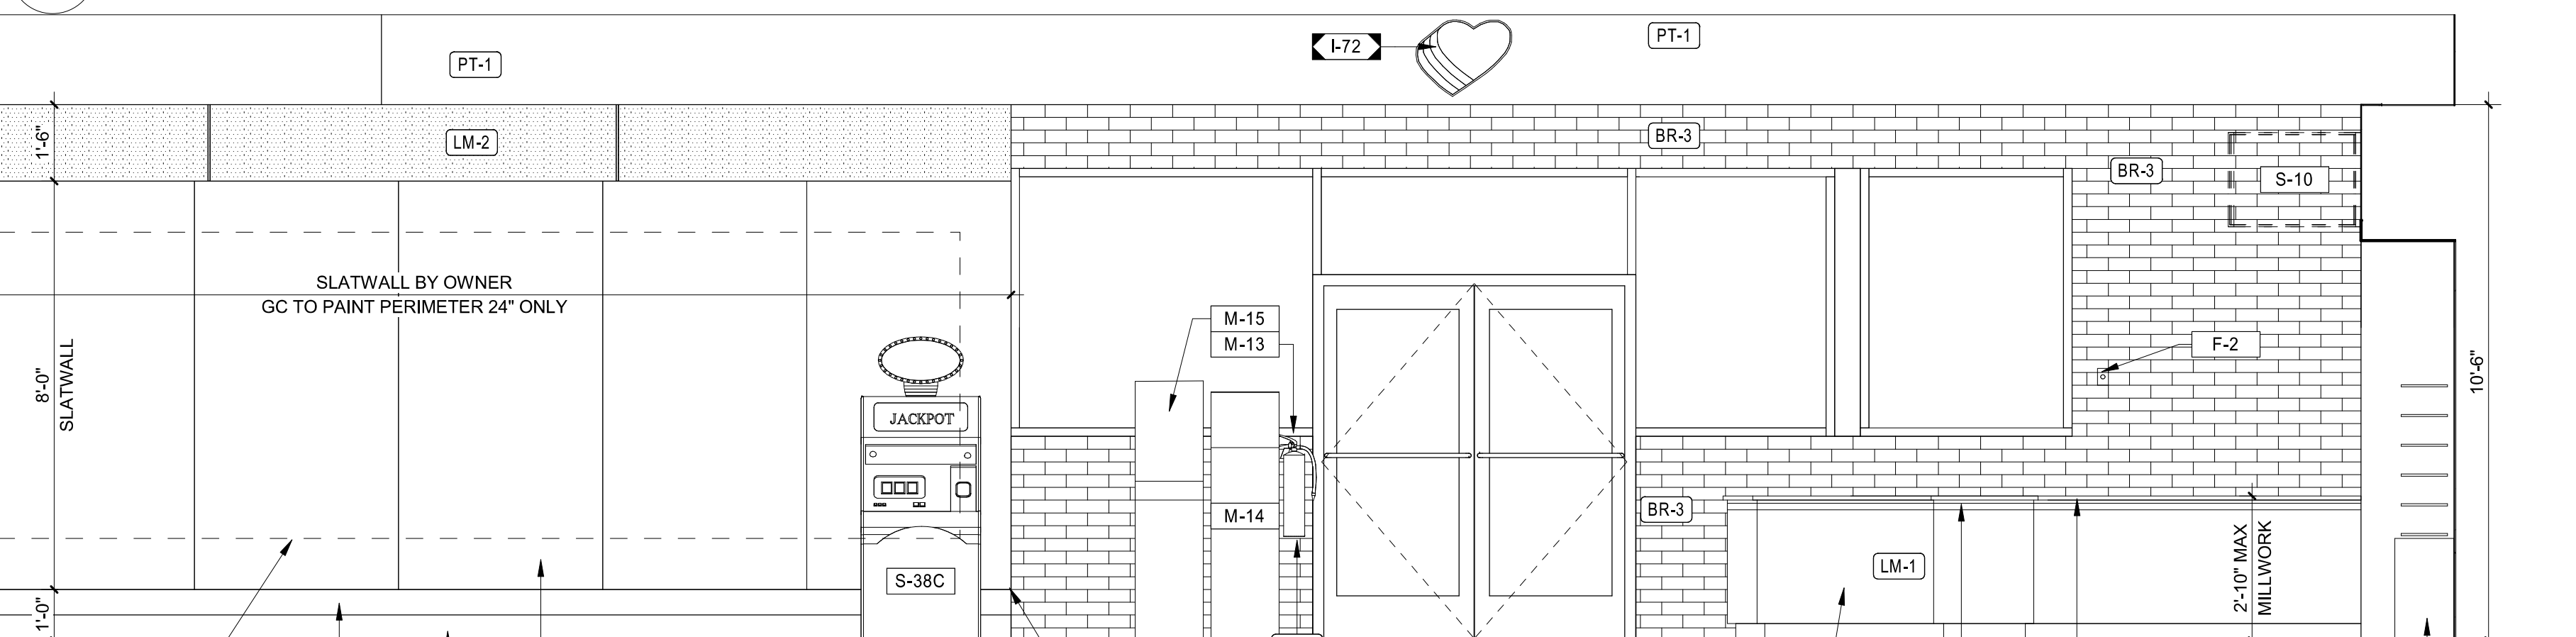 I-72
PT-1
PT-1
1'-6"
LM-2
BR-3
BR-3
S-10
SLATWALL BY OWNER
GC TO PAINT PERIMETER 24" ONLY
M-15
M-13
F-2
8'-0"
SLATWALL
10'-6"
JACKPOT
M-14
BR-3
LM-1
S-38C
2'-10" MAX
MILLWORK
1'-0"